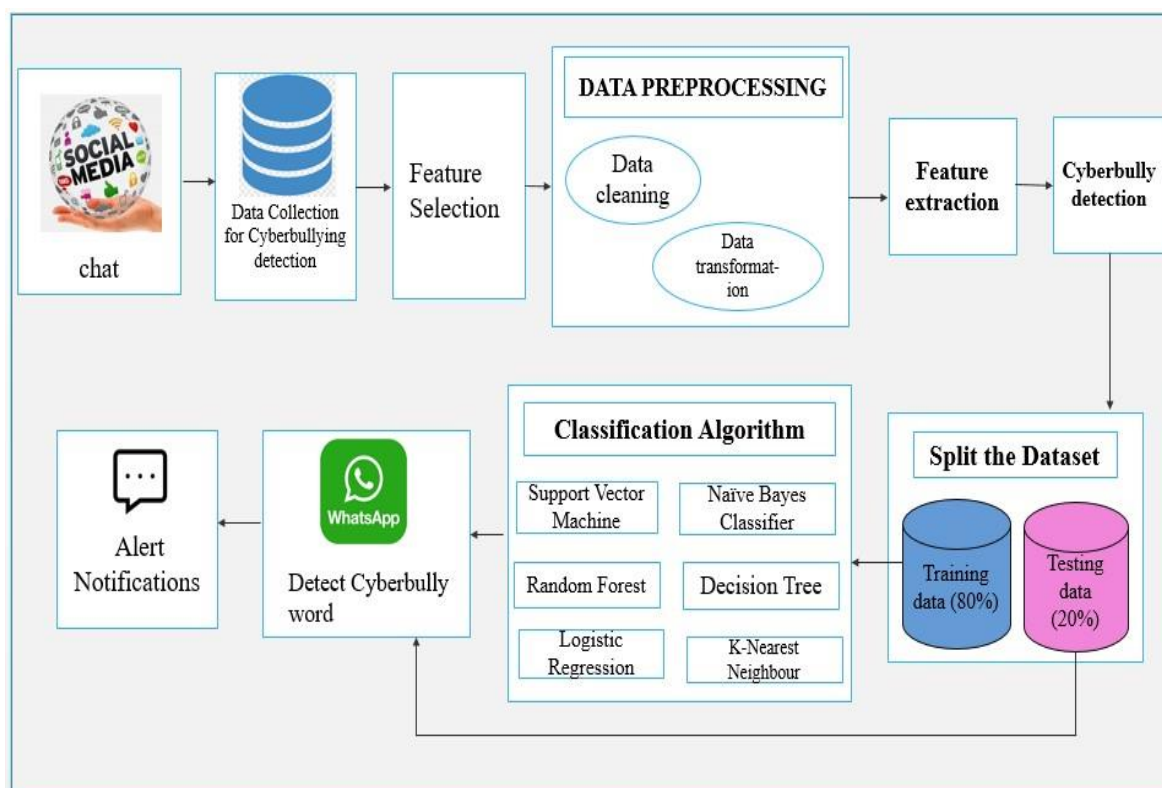 SOCIAL
MEDIA
chat
Data Collection
for Cyberbullying
detection
Feature
Selection
DATA PREPROCESSING
Data
cleaning
Data
transformat-
ion
Feature
extraction
Cyberbully
detection
Split the Dataset
Training
data (80%)
Testing
data
(20%)
Classification Algorithm
Support Vector
Machine
Naïve Bayes
Classifier
Random Forest
Decision Tree
Logistic
Regression
K-Nearest
Neighbour
WhatsApp
Detect Cyberbully
word
Alert
Notifications